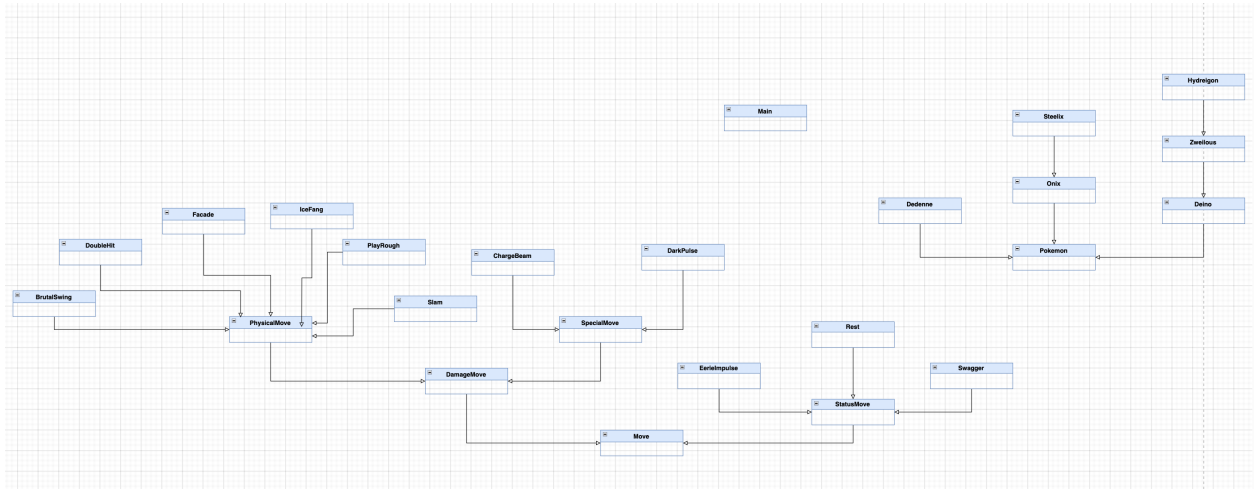 Hydreigon
Main
Steelix
Zweilous
Onix
Dedenne
Deino
IceFang
Facade
DoubleHit
PlayRough
ChargeBeam
DarkPulse
Pokemon
BrutalSwing
Slam
PhysicalMove
SpecialMove
Rest
DamageMove
EerieImpulse
Swagger
StatusMove
Move